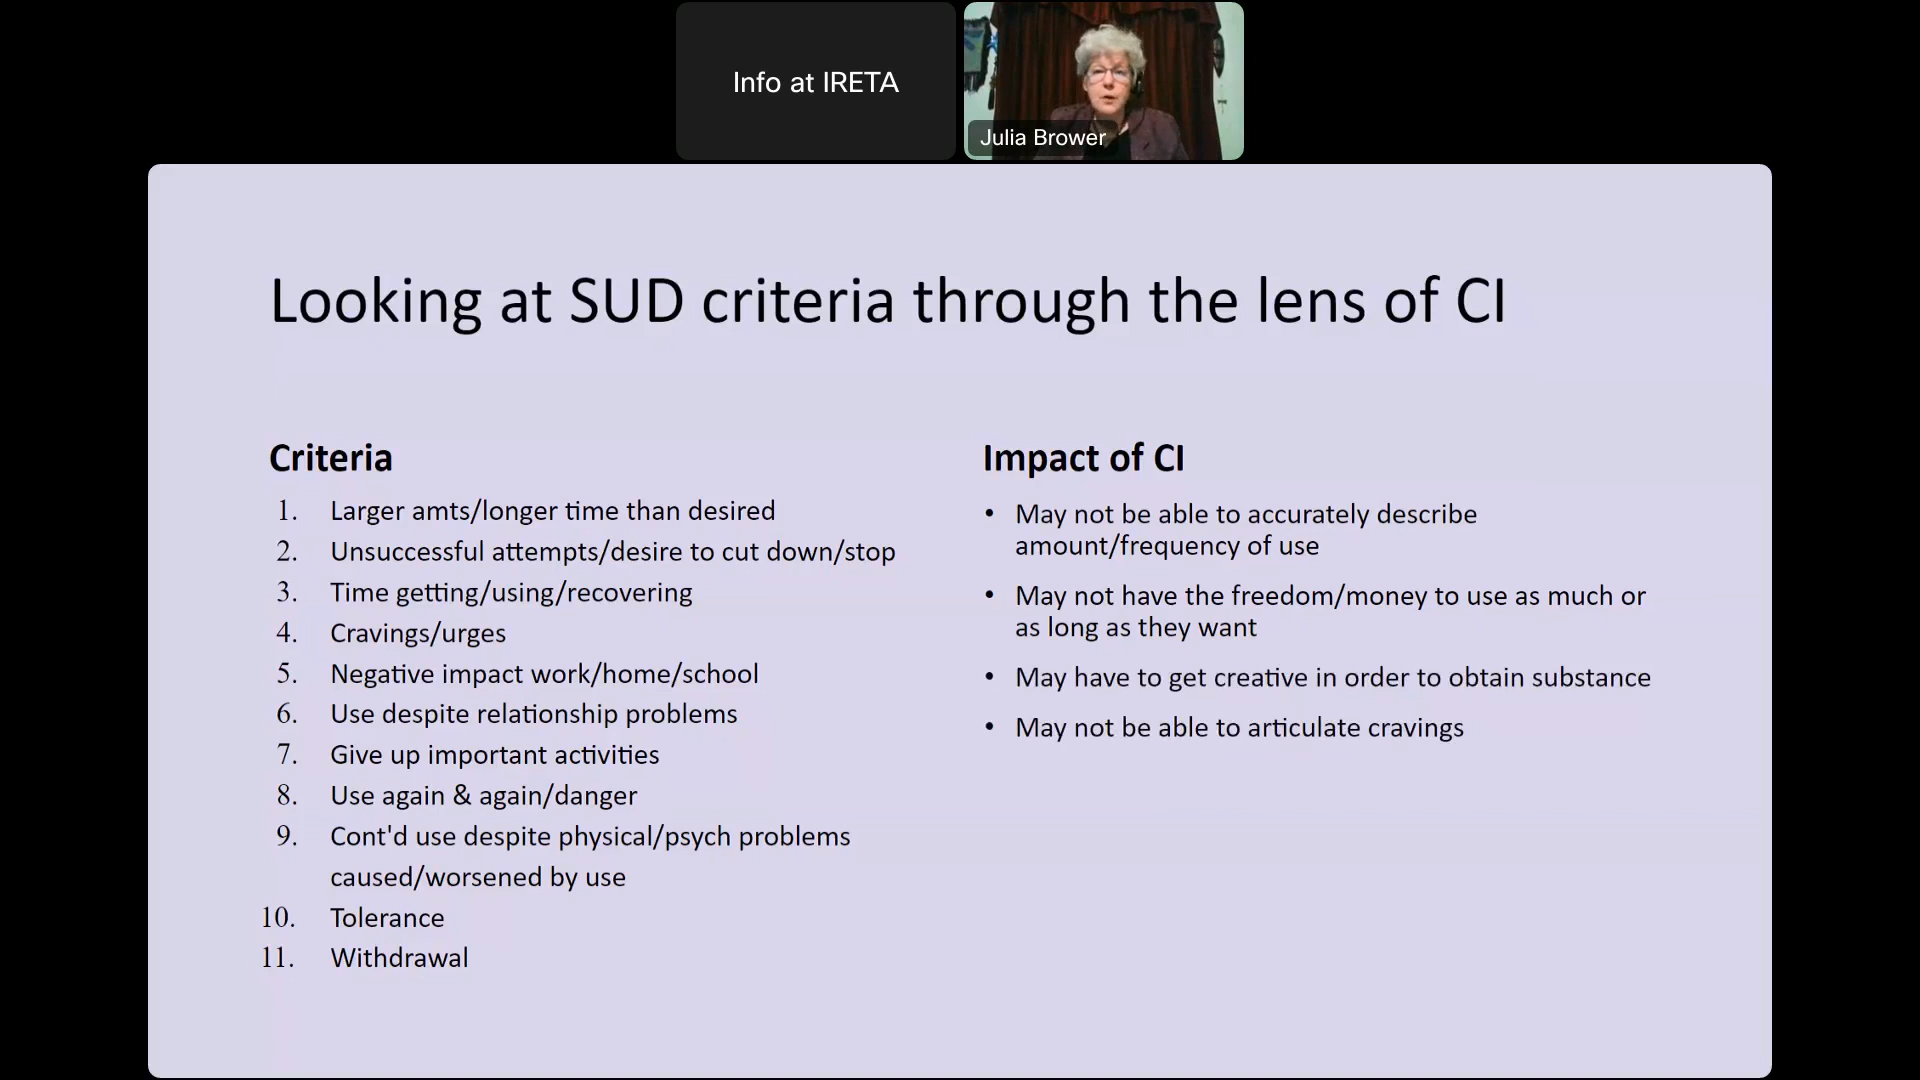 Info at IRETA
Julia Brower
Looking at SUD criteria through the lens of CI
Criteria
1. Larger amts/longer time than desired
2. Unsuccessful attempts/desire to cut down/stop
3. Time getting/using/recovering
4. Cravings/urges
5. Negative impact work/home/school
6. Use despite relationship problems
7. Give up important activities
8. Use again & again/danger
9. Cont'd use despite physical/psych problems
caused/worsened by use
10. Tolerance
11. Withdrawal
Impact of CI
• May not be able to accurately describe
amount/frequency of use
• May not have the freedom/money to use as much or
as long as they want
• May have to get creative in order to obtain substance
• May not be able to articulate cravings